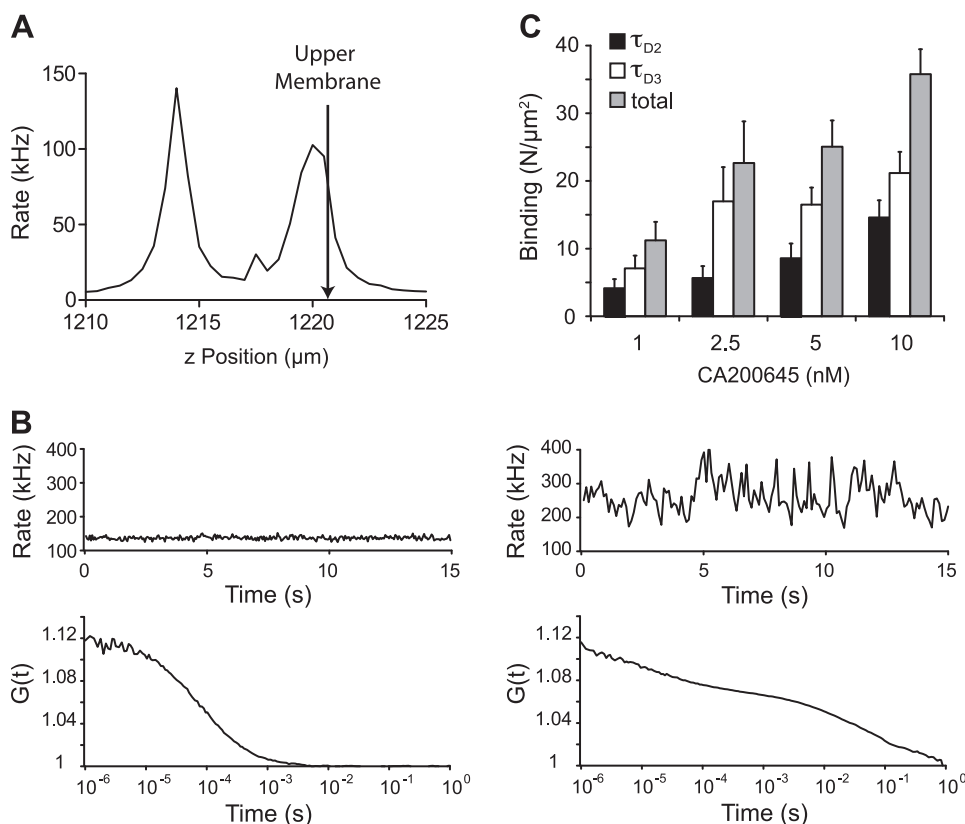 A
Upper
Membrane
150
100
50
0
Rate (kHz)
1210
1215
1220
1225
z Position (µm)
C
τD2
τD3
total
40
30
20
10
0
Binding (N/µm²)
1
2.5
5
10
CA200645 (nM)
B
400
300
200
100
Rate (kHz)
0
5
10
15
Time (s)
1.12
1.08
1.04
1
G(t)
10⁻⁶
10⁻⁵
10⁻⁴
10⁻³
10⁻²
10⁻¹
10⁰
Time (s)
400
300
200
100
Rate (kHz)
0
5
10
15
Time (s)
1.12
1.08
1.04
1
G(t)
10⁻⁶
10⁻⁵
10⁻⁴
10⁻³
10⁻²
10⁻¹
10⁰
Time (s)